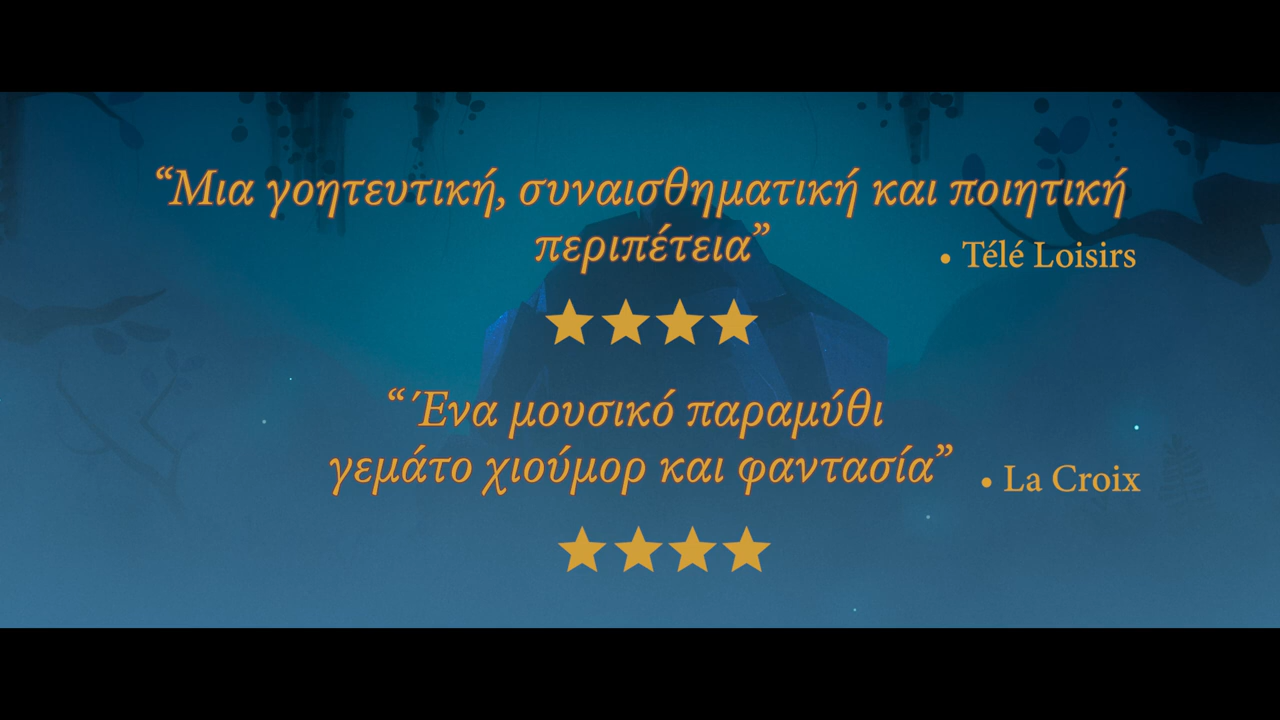 “Μια γοητευτική, συναισθηματική και ποιητική
περιπέτεια”
• Télé Loisirs
“Ένα μουσικό παραμύθι
γεμάτο χιούμορ και φαντασία”
• La Croix